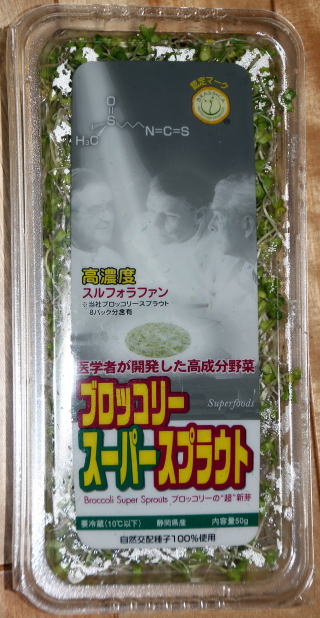 認定マーク
O
S
H₃C
N=C=S
高濃度
スルフォラファン
※当社ブロッコリースプラウト
8パック分含有
医学者が開発した高成分野菜
ブロッコリー
Superfoods
スーパースプラウト
Broccoli Super Sprouts ブロッコリーの“超”新芽
要冷蔵(10℃以下) 静岡県産 内容量50g
自然交配種子100%使用